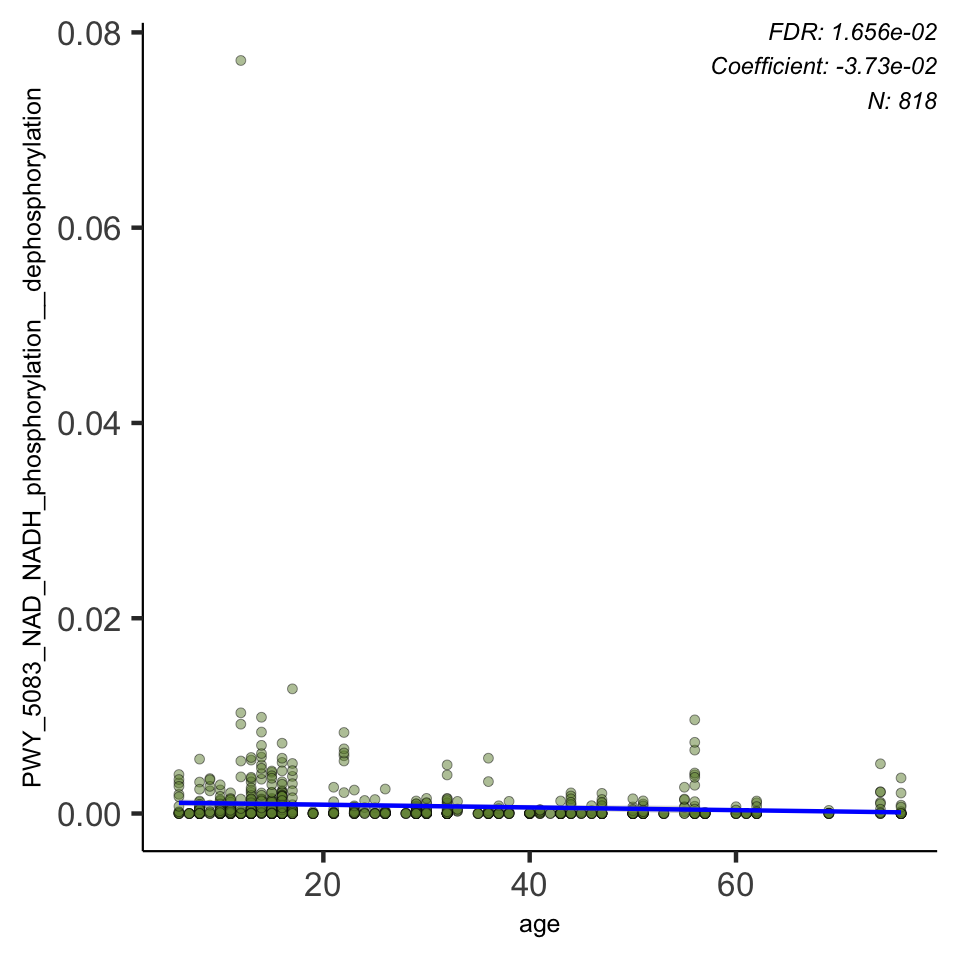 FDR: 1.656e-02
Coefficient: -3.73e-02
N: 818
PWY_5083_NAD_NADH_phosphorylation__dephosphorylation
0.08
0.06
0.04
0.02
0.00
20 40 60
age